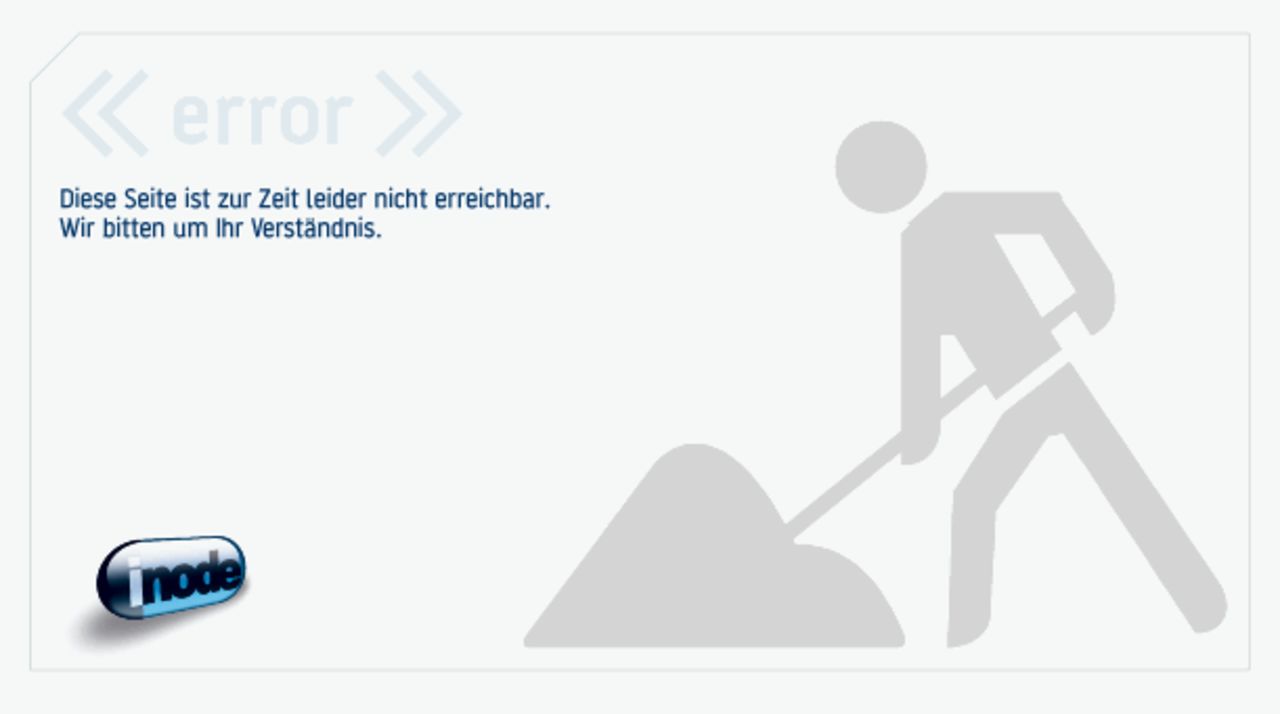 << error >>
Diese Seite ist zur Zeit leider nicht erreichbar.
Wir bitten um Ihr Verständnis.
inode